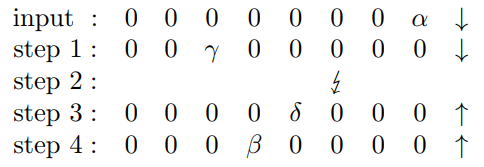 input : 0 0 0 0 0 0 0 α ↓
step 1 : 0 0 γ 0 0 0 0 0 ↓
step 2 : ↯
step 3 : 0 0 0 0 δ 0 0 0 ↑
step 4 : 0 0 0 β 0 0 0 0 ↑